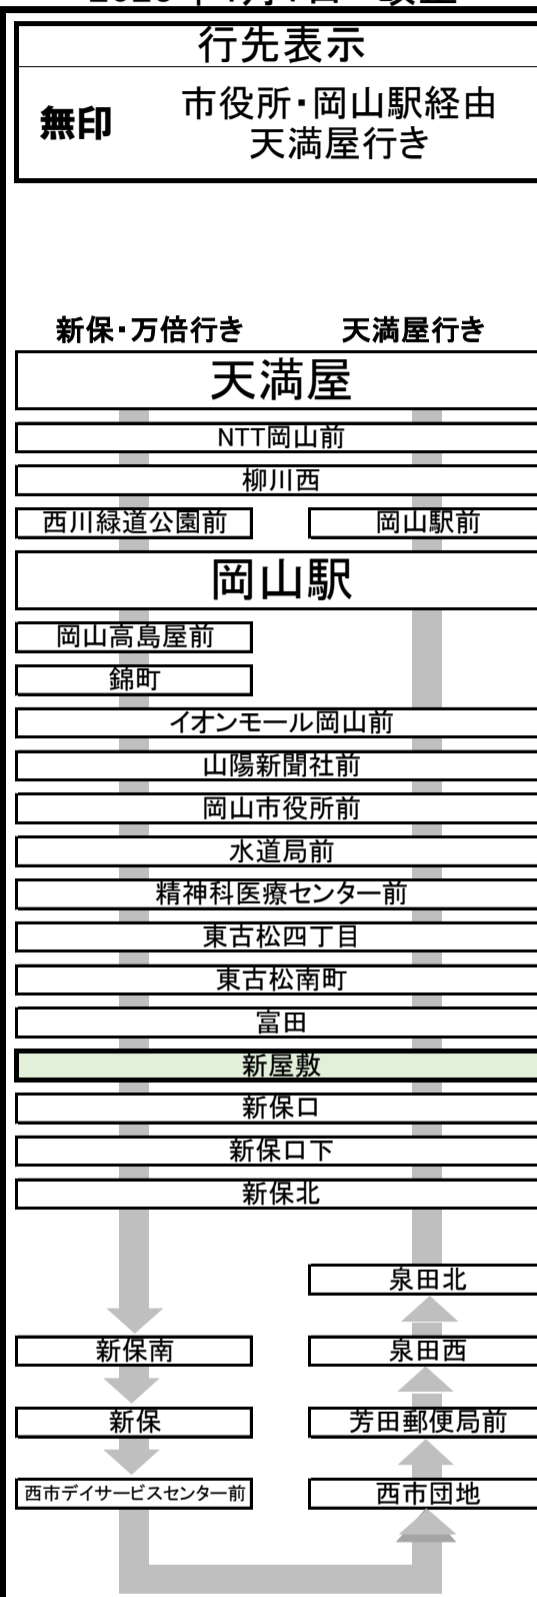 行先表示
無印
市役所・岡山駅経由
天満屋行き
新保・万倍行き
天満屋行き
天満屋
NTT岡山前
柳川西
西川緑道公園前
岡山駅前
岡山駅
岡山高島屋前
錦町
イオンモール岡山前
山陽新聞社前
岡山市役所前
水道局前
精神科医療センター前
東古松四丁目
東古松南町
富田
新屋敷
新保口
新保口下
新保北
泉田北
新保南
泉田西
新保
芳田郵便局前
西市デイサービスセンター前
西市団地